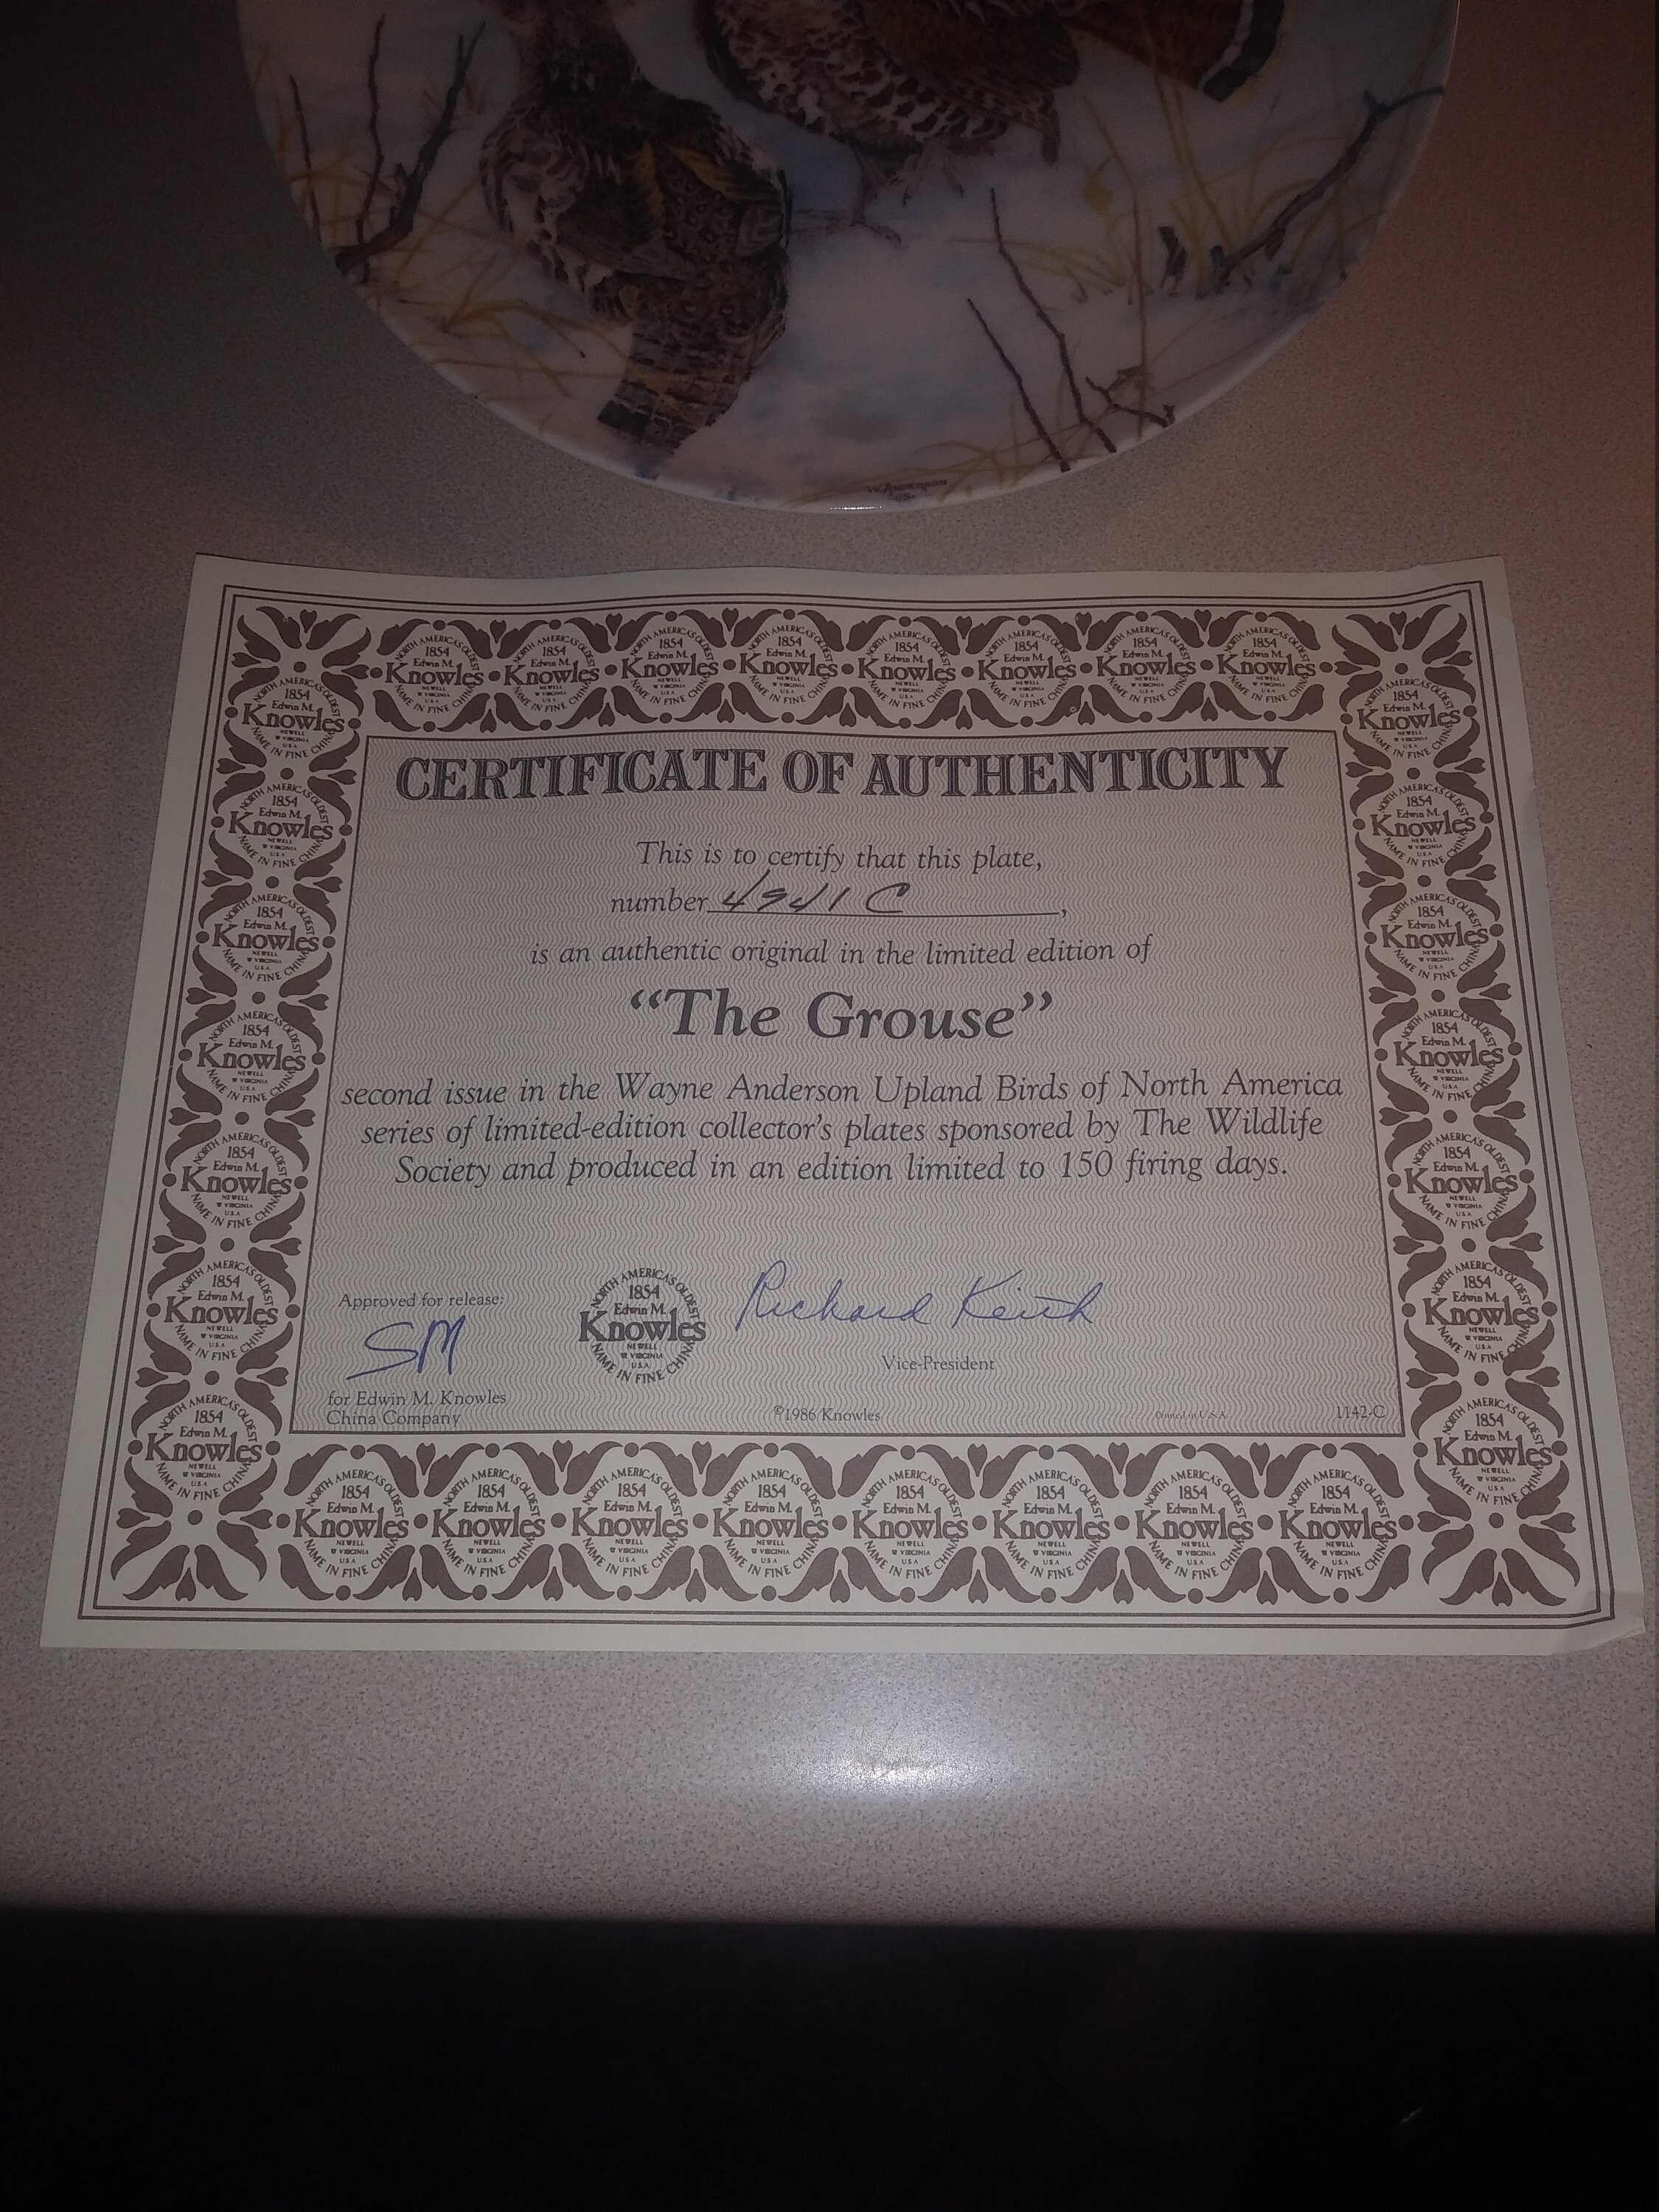 W. ANDERSON
CERTIFICATE OF AUTHENTICITY
This is to certify that this plate,
number 4941 C,
is an authentic original in the limited edition of
“The Grouse”
second issue in the Wayne Anderson Upland Birds of North America
series of limited-edition collector's plates sponsored by The Wildlife
Society and produced in an edition limited to 150 firing days.
Approved for release:
SM
for Edwin M. Knowles
China Company
NORTH AMERICA'S OLDEST
1854
Edwin M.
Knowles
NEWELL
W VIRGINIA
U.S.A.
NAME IN FINE CHINA
Richard Keith
Vice-President
©1986 Knowles
Printed in U.S.A.
1142-C